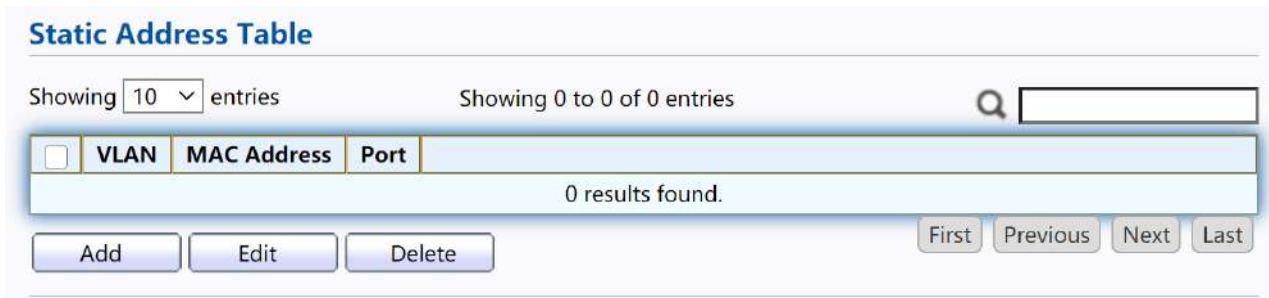 Static Address Table
Showing 10 entries Showing 0 to 0 of 0 entries
VLAN MAC Address Port
0 results found.
Add Edit Delete First Previous Next Last